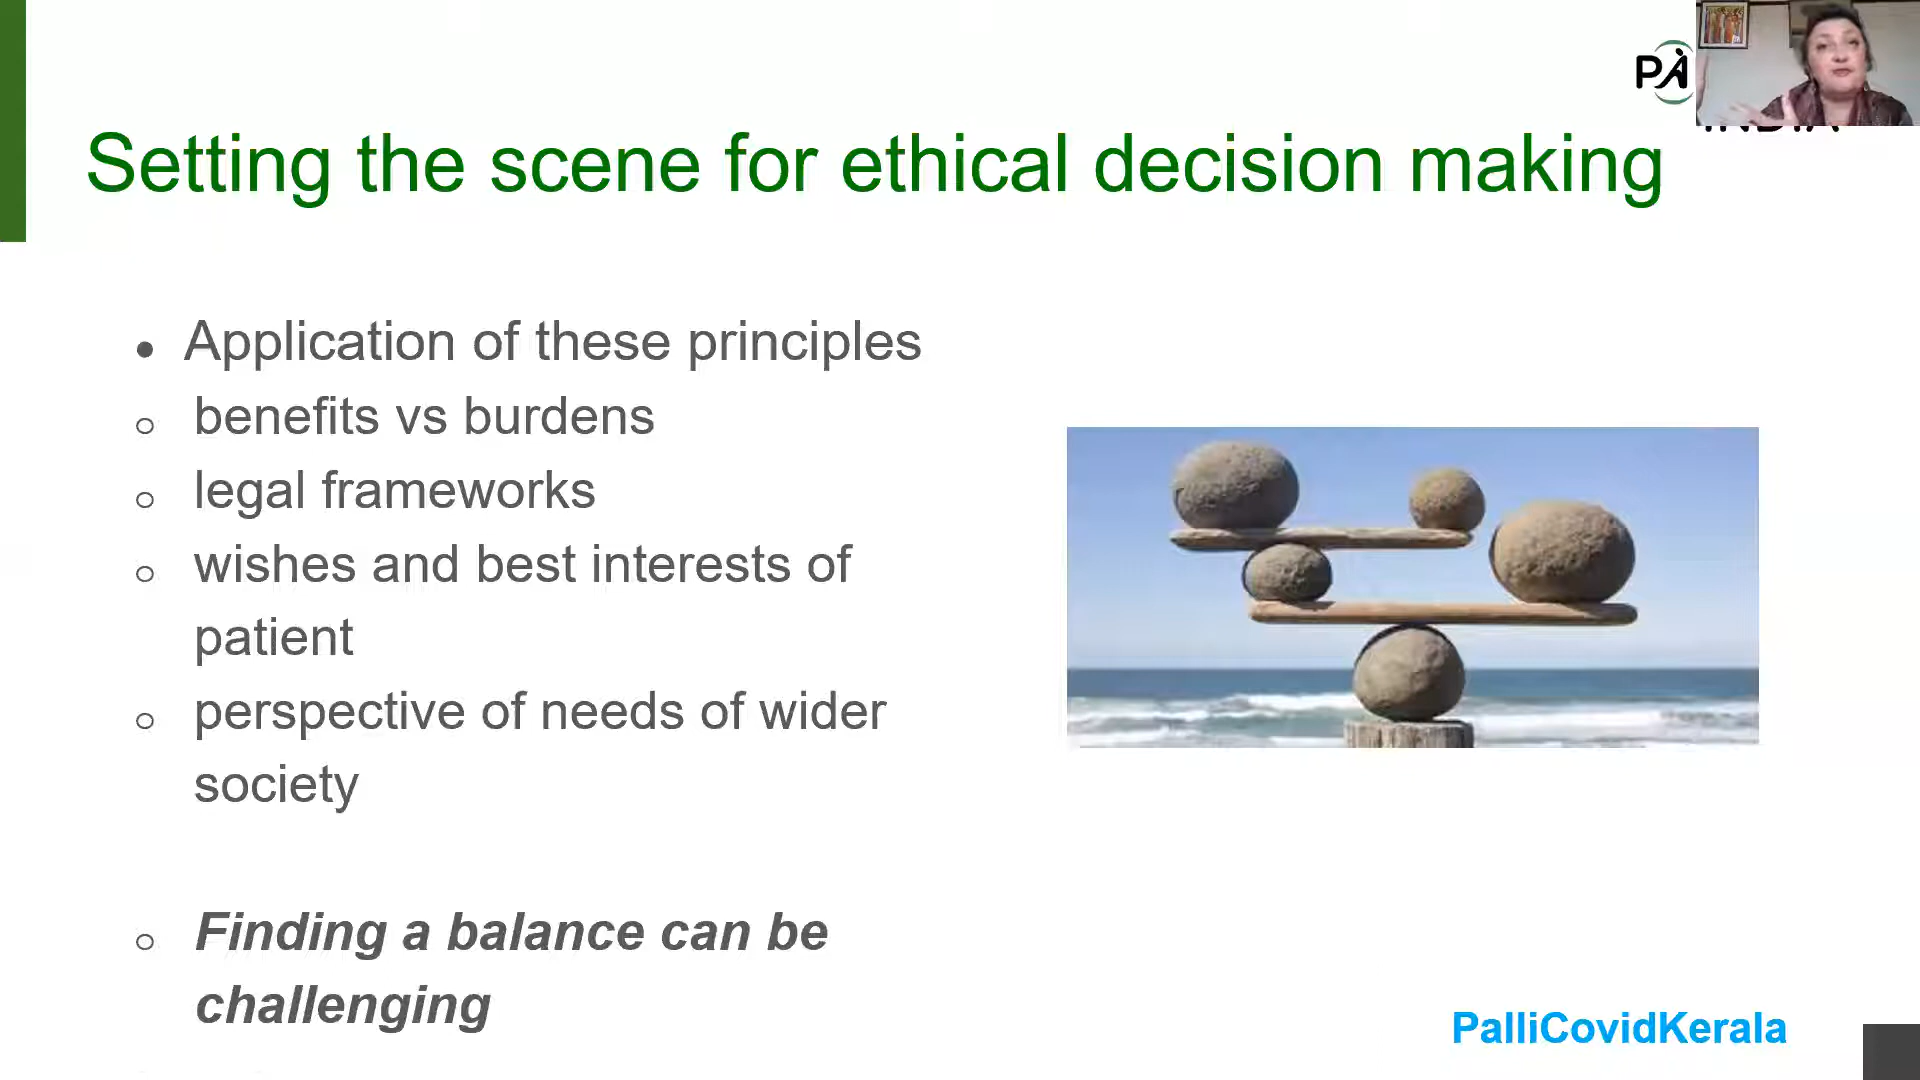 Setting the scene for ethical decision making
Application of these principles
benefits vs burdens
legal frameworks
wishes and best interests of
patient
perspective of needs of wider
society
Finding a balance can be
challenging
PalliCovidKerala